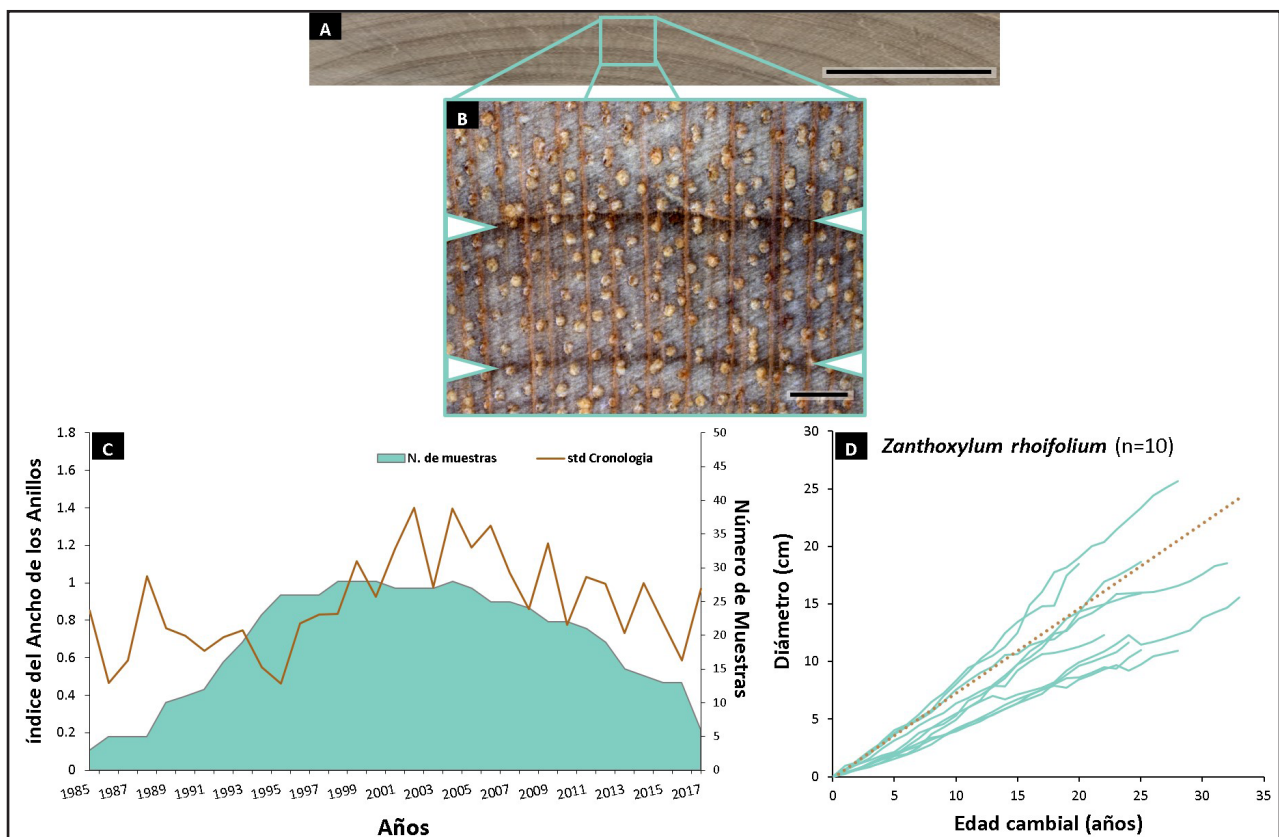 A
B
C
N. de muestras
std Cronologia
índice del Ancho de los Anillos
1.8
1.6
1.4
1.2
1
0.8
0.6
0.4
0.2
0
50
45
40
35
30
25
20
15
10
5
0
Número de Muestras
1985 1987 1989 1991 1993 1995 1997 1999 2001 2003 2005 2007 2009 2011 2013 2015 2017
Años
D
Zanthoxylum rhoifolium (n=10)
Diámetro (cm)
30
25
20
15
10
5
0
0 5 10 15 20 25 30 35
Edad cambial (años)